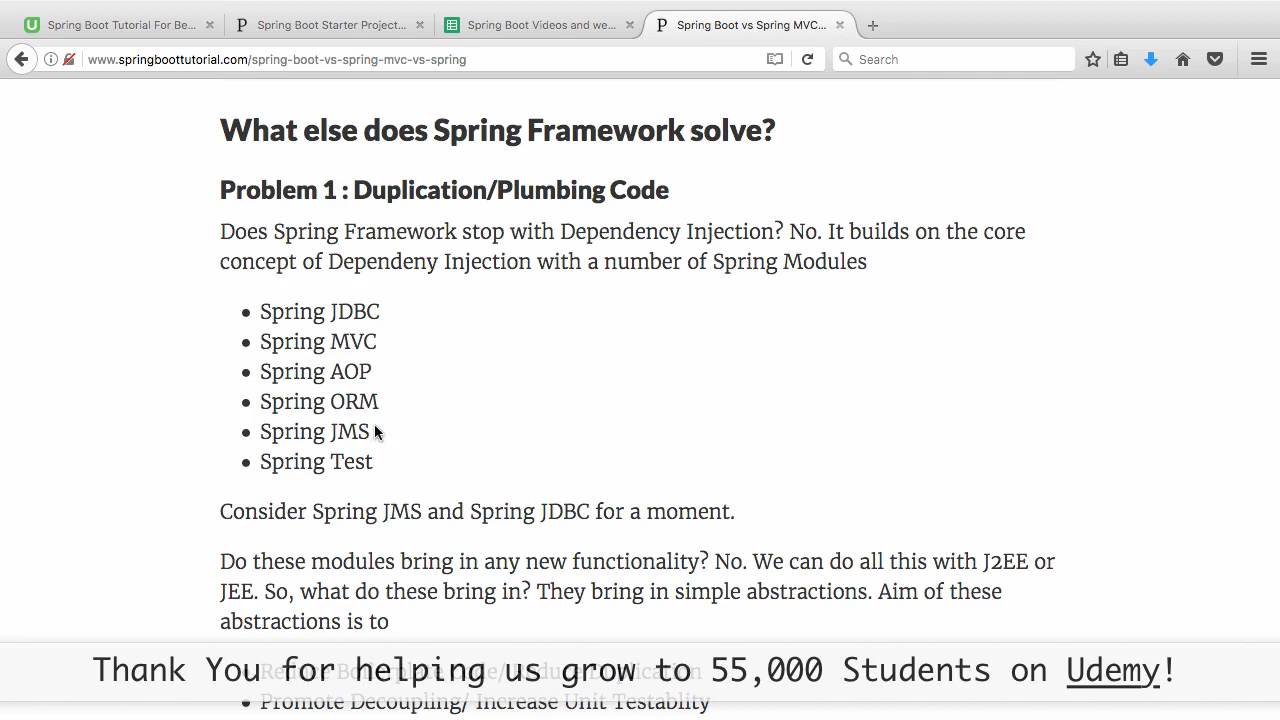 Spring Boot Tutorial For Be...
Spring Boot Starter Project...
Spring Boot Videos and we...
Spring Boot vs Spring MVC...
www.springboottutorial.com/spring-boot-vs-spring-mvc-vs-spring
Search
What else does Spring Framework solve?
Problem 1 : Duplication/Plumbing Code
Does Spring Framework stop with Dependency Injection? No. It builds on the core
concept of Dependeny Injection with a number of Spring Modules
• Spring JDBC
• Spring MVC
• Spring AOP
• Spring ORM
• Spring JMS
• Spring Test
Consider Spring JMS and Spring JDBC for a moment.
Do these modules bring in any new functionality? No. We can do all this with J2EE or
JEE. So, what do these bring in? They bring in simple abstractions. Aim of these
abstractions is to
• Reduce Boilerplate Code/ Reduce Duplication
Thank You for helping us grow to 55,000 Students on Udemy!
• Promote Decoupling/ Increase Unit Testablity